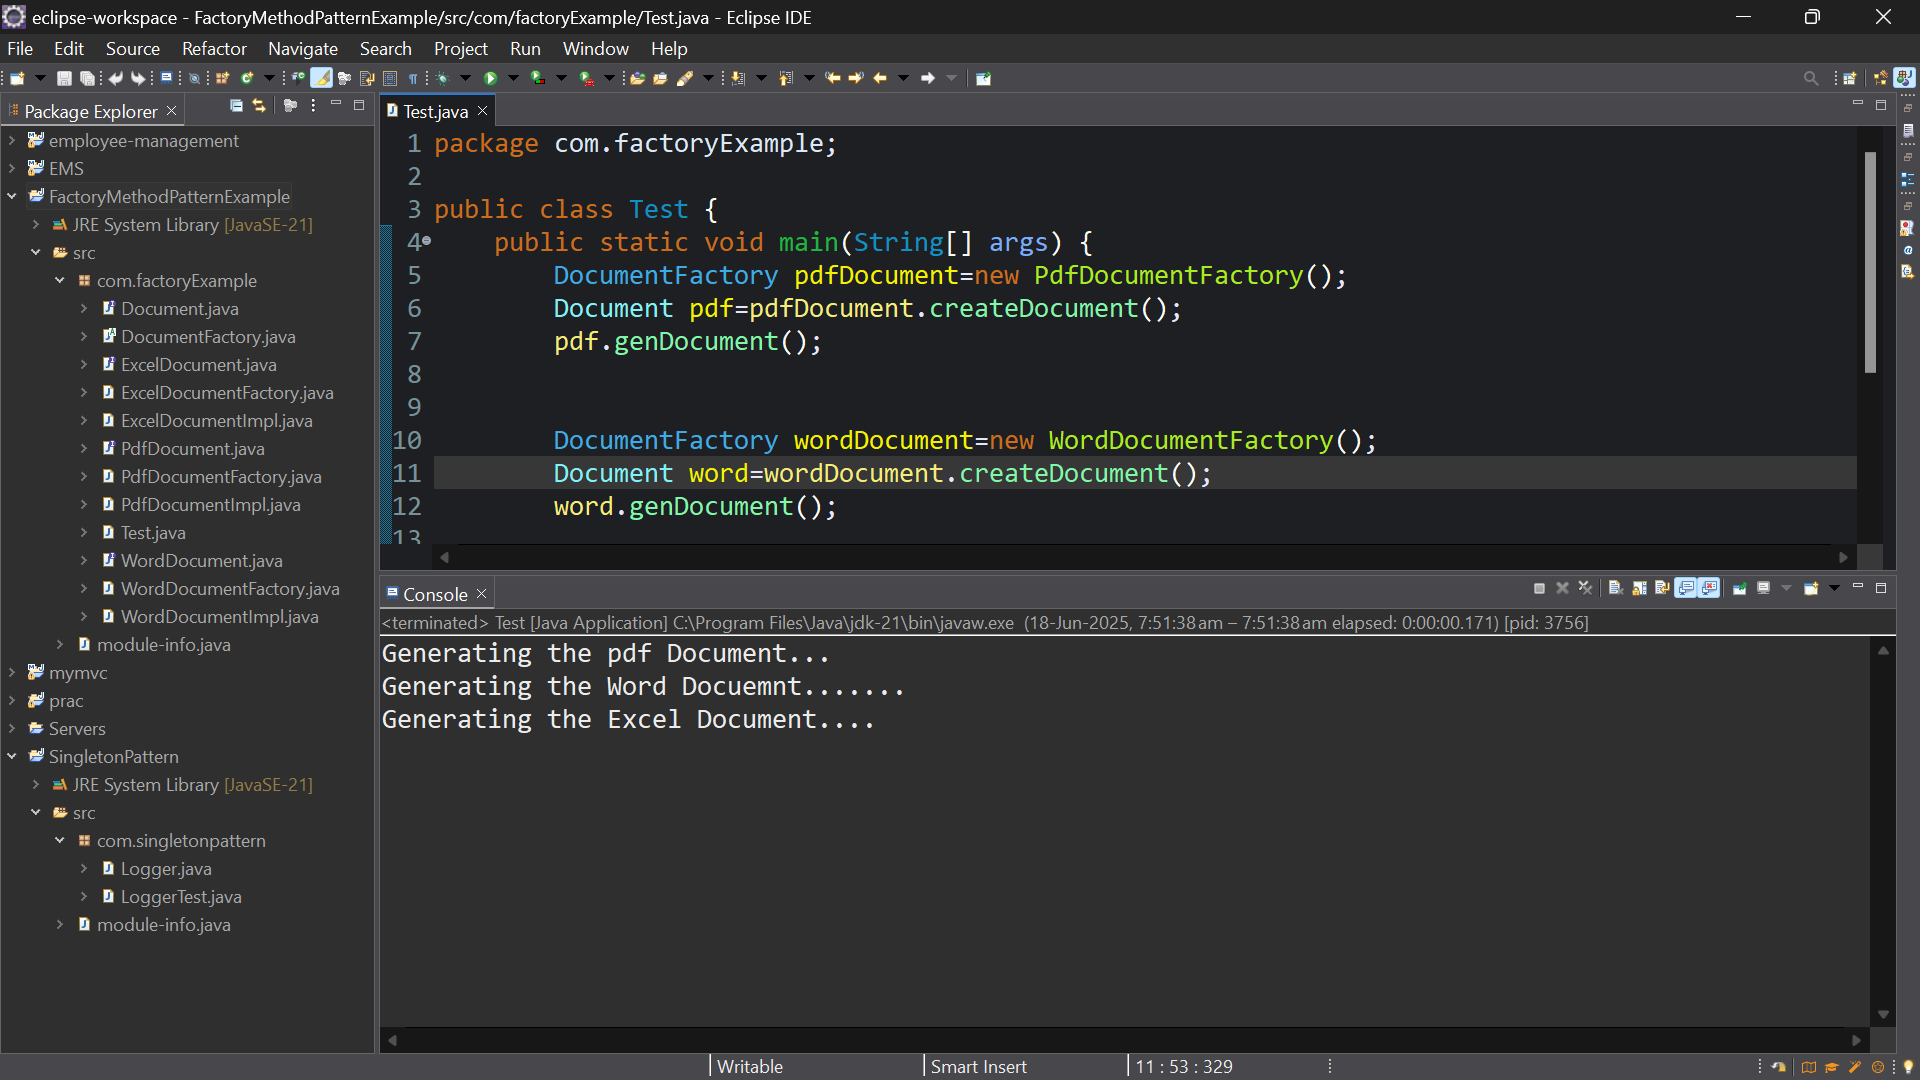 eclipse-workspace - FactoryMethodPatternExample/src/com/factoryExample/Test.java - Eclipse IDE
File Edit Source Refactor Navigate Search Project Run Window Help
Package Explorer
employee-management
EMS
FactoryMethodPatternExample
JRE System Library [JavaSE-21]
src
com.factoryExample
Document.java
DocumentFactory.java
ExcelDocument.java
ExcelDocumentFactory.java
ExcelDocumentImpl.java
PdfDocument.java
PdfDocumentFactory.java
PdfDocumentImpl.java
Test.java
WordDocument.java
WordDocumentFactory.java
WordDocumentImpl.java
module-info.java
mymvc
prac
Servers
SingletonPattern
JRE System Library [JavaSE-21]
src
com.singletonpattern
Logger.java
LoggerTest.java
module-info.java
Test.java
1 package com.factoryExample;
2
3 public class Test {
4 public static void main(String[] args) {
5 DocumentFactory pdfDocument=new PdfDocumentFactory();
6 Document pdf=pdfDocument.createDocument();
7 pdf.genDocument();
8
9
10 DocumentFactory wordDocument=new WordDocumentFactory();
11 Document word=wordDocument.createDocument();
12 word.genDocument();
13
Console
<terminated> Test [Java Application] C:\Program Files\Java\jdk-21\bin\javaw.exe (18-Jun-2025, 7:51:38 am – 7:51:38 am elapsed: 0:00:00.171) [pid: 3756]
Generating the pdf Document...
Generating the Word Docuemnt.......
Generating the Excel Document....
Writable Smart Insert 11 : 53 : 329